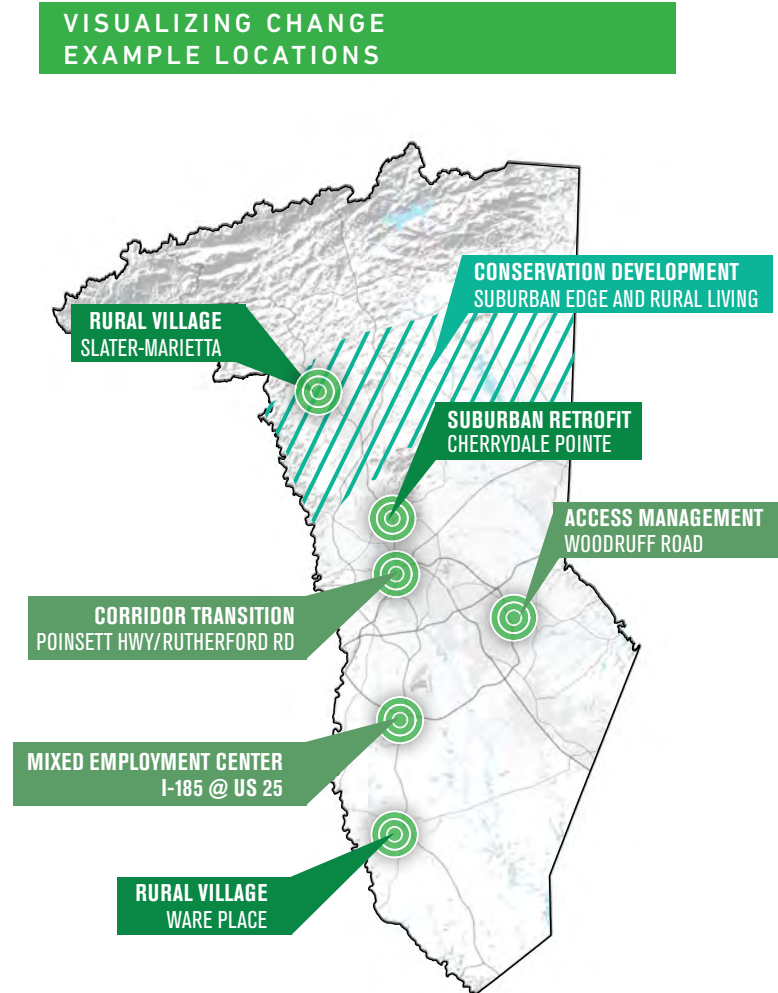 VISUALIZING CHANGE
EXAMPLE LOCATIONS
CONSERVATION DEVELOPMENT
SUBURBAN EDGE AND RURAL LIVING
RURAL VILLAGE
SLATER-MARIETTA
SUBURBAN RETROFIT
CHERRYDALE POINTE
ACCESS MANAGEMENT
WOODRUFF ROAD
CORRIDOR TRANSITION
POINSETT HWY/RUTHERFORD RD
MIXED EMPLOYMENT CENTER
I-185 @ US 25
RURAL VILLAGE
WARE PLACE